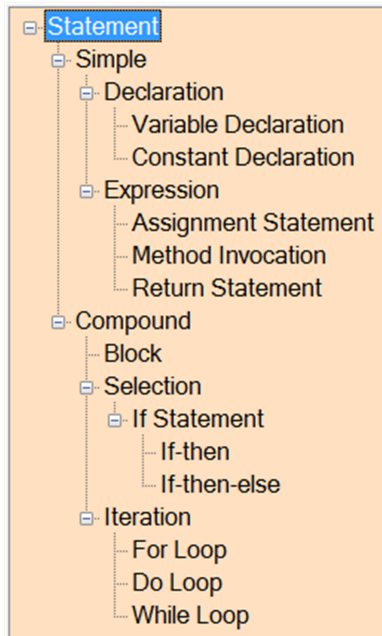 Statement
Simple
Declaration
Variable Declaration
Constant Declaration
Expression
Assignment Statement
Method Invocation
Return Statement
Compound
Block
Selection
If Statement
If-then
If-then-else
Iteration
For Loop
Do Loop
While Loop